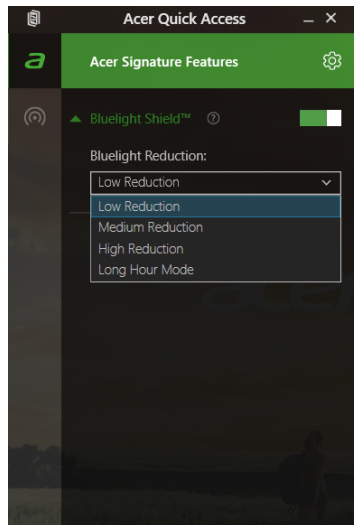 Acer Quick Access
a
Acer Signature Features
Bluelight Shield™ ?
Bluelight Reduction:
Low Reduction
Low Reduction
Medium Reduction
High Reduction
Long Hour Mode
acer